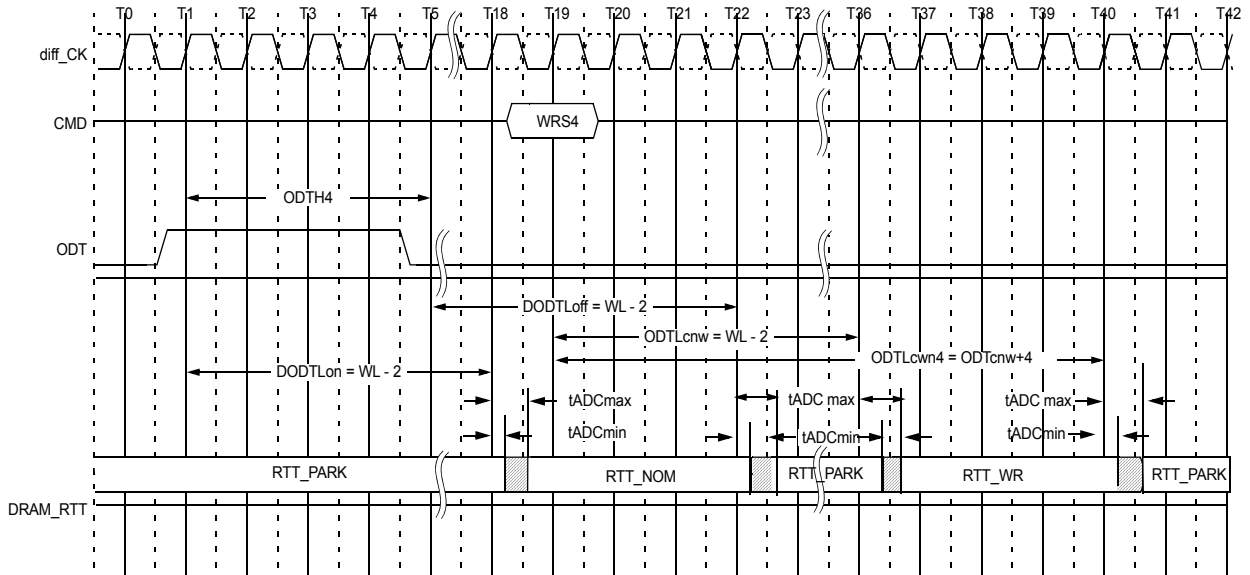 T0 T1 T2 T3 T4 T5 T18 T19 T20 T21 T22 T23 T36 T37 T38 T39 T40 T41 T42
diff_CK
CMD
WRS4
ODTH4
ODT
DODTLoff = WL - 2
ODTLcnw = WL - 2
ODTLcwn4 = ODTcnw+4
DODTLon = WL - 2
tADCmax
tADC max
tADC max
tADCmin
tADCmin
tADCmin
RTT_PARK
RTT_NOM
RTT_PARK
RTT_WR
RTT_PARK
DRAM_RTT